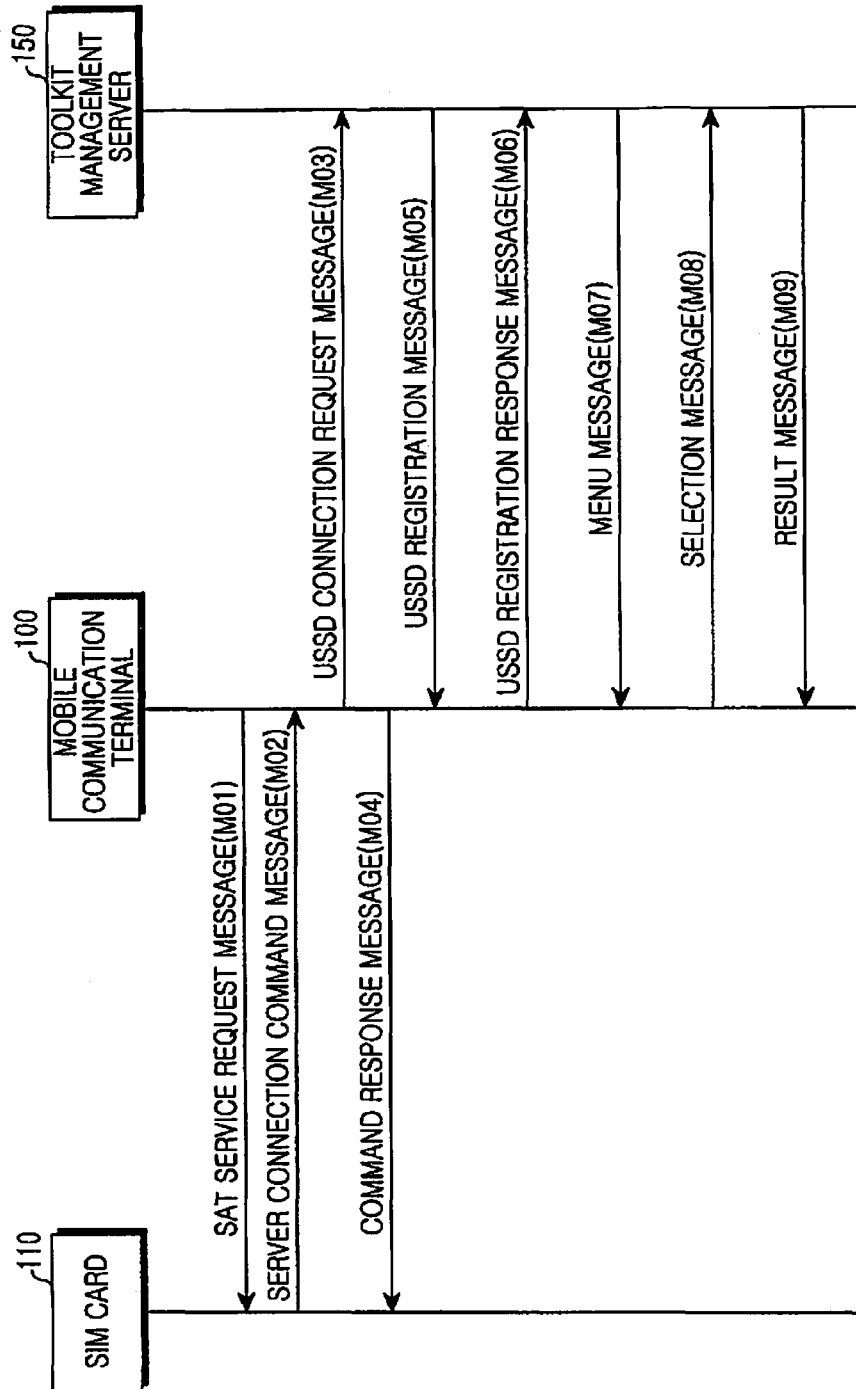 SIM CARD
110
MOBILE
COMMUNICATION
TERMINAL
100
TOOLKIT
MANAGEMENT
SERVER
150
SAT SERVICE REQUEST MESSAGE(M01)
SERVER CONNECTION COMMAND MESSAGE(M02)
USSD CONNECTION REQUEST MESSAGE(M03)
COMMAND RESPONSE MESSAGE(M04)
USSD REGISTRATION MESSAGE(M05)
USSD REGISTRATION RESPONSE MESSAGE(M06)
MENU MESSAGE(M07)
SELECTION MESSAGE(M08)
RESULT MESSAGE(M09)